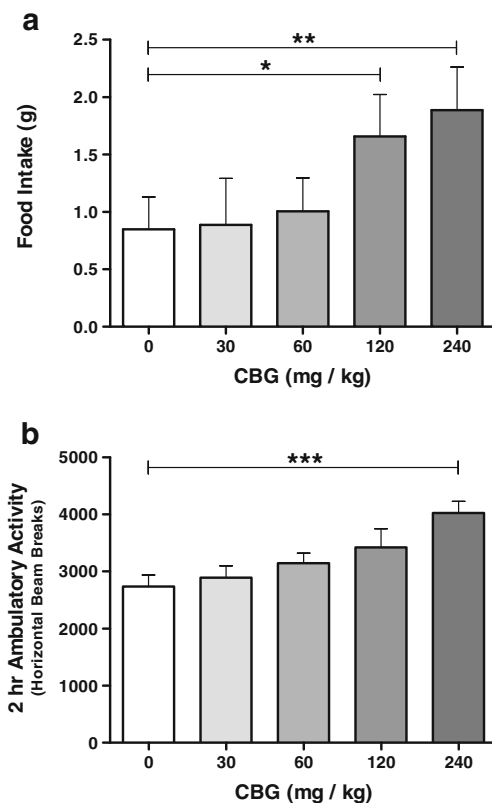 a
**
*
2.5
2.0
1.5
1.0
0.5
0.0
Food Intake (g)
0 30 60 120 240
CBG (mg / kg)
b
***
5000
4000
3000
2000
1000
0
2 hr Ambulatory Activity
(Horizontal Beam Breaks)
0 30 60 120 240
CBG (mg / kg)